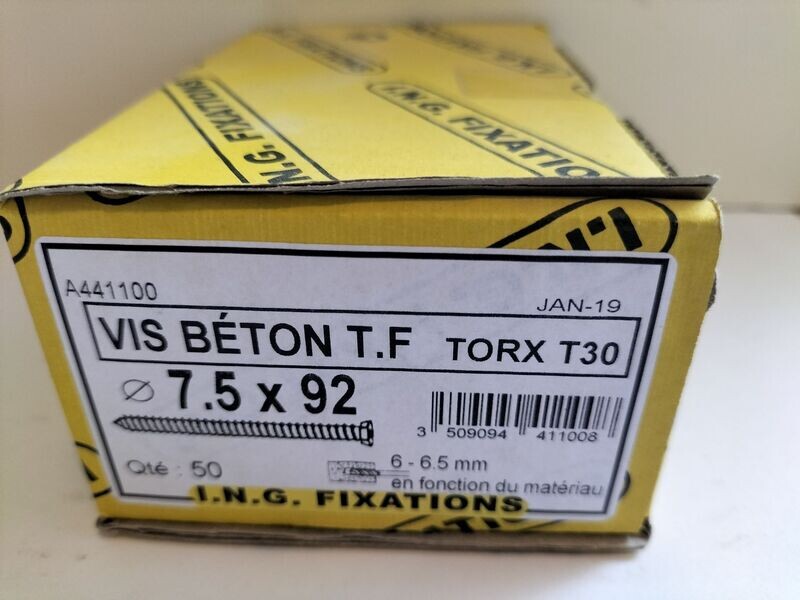 I.N.G. FIXATIONS
I.N.G. FIXATIO
A441100
JAN-19
VIS BÉTON T.F TORX T30
Ø 7.5 x 92
3 509094 411008
Qté : 50
6 - 6.5 mm
en fonction du matériau
I.N.G. FIXATIONS